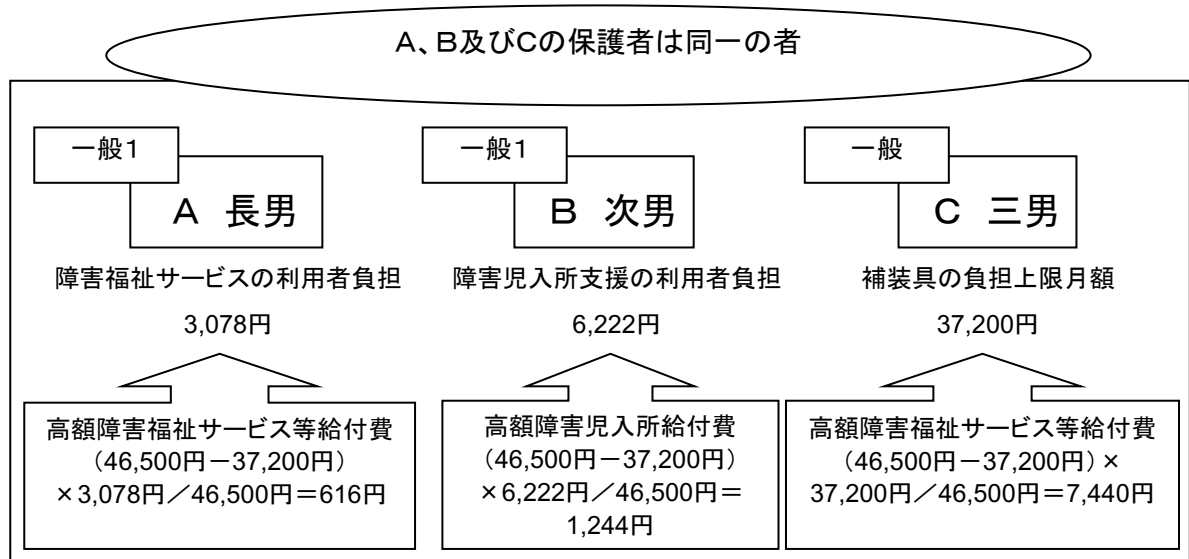 A、B及びCの保護者は同一の者
一般1
A 長男
障害福祉サービスの利用者負担
3,078円
高額障害福祉サービス等給付費
(46,500円-37,200円)
×3,078円/46,500円=616円
一般1
B 次男
障害児入所支援の利用者負担
6,222円
高額障害児入所給付費
(46,500円-37,200円)
×6,222円/46,500円=
1,244円
一般
C 三男
補装具の負担上限月額
37,200円
高額障害福祉サービス等給付費
(46,500円-37,200円)×
37,200円/46,500円=7,440円